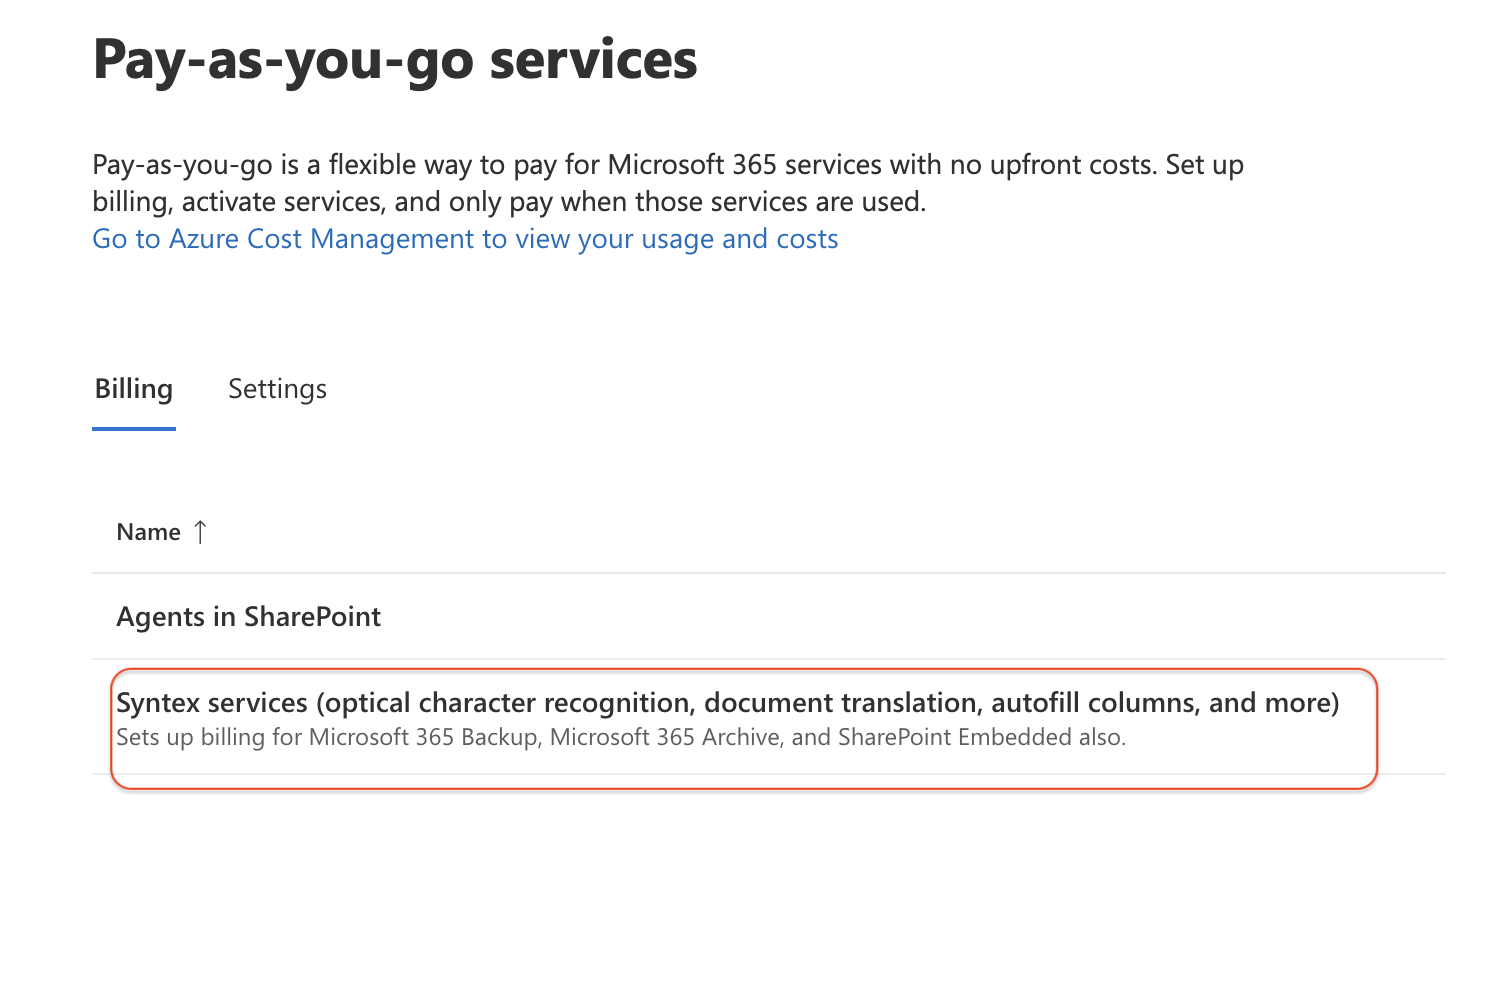 Pay-as-you-go services
Pay-as-you-go is a flexible way to pay for Microsoft 365 services with no upfront costs. Set up
billing, activate services, and only pay when those services are used.
Go to Azure Cost Management to view your usage and costs
Billing Settings
Name ↑
Agents in SharePoint
Syntex services (optical character recognition, document translation, autofill columns, and more)
Sets up billing for Microsoft 365 Backup, Microsoft 365 Archive, and SharePoint Embedded also.